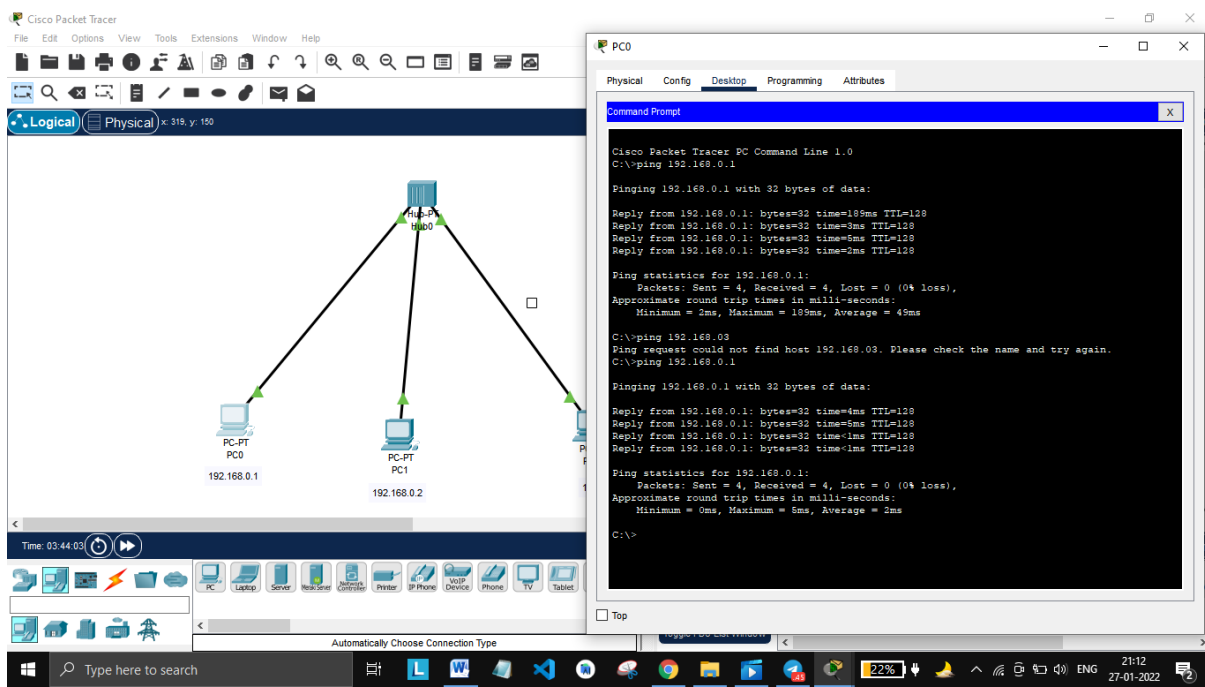 Cisco Packet Tracer
File Edit Options View Tools Extensions Window Help
Logical Physical x: 319, y: 150
Hub-PT
Hub0
PC-PT
PC0
192.168.0.1
PC-PT
PC1
192.168.0.2
Time: 03:44:03
PC Laptop Server Meraki Server Network Controller Printer IP Phone VoIP Device Phone TV Tablet
Automatically Choose Connection Type
PC0
Physical Config Desktop Programming Attributes
Command Prompt X
Cisco Packet Tracer PC Command Line 1.0
C:\>ping 192.168.0.1
Pinging 192.168.0.1 with 32 bytes of data:
Reply from 192.168.0.1: bytes=32 time=189ms TTL=128
Reply from 192.168.0.1: bytes=32 time=3ms TTL=128
Reply from 192.168.0.1: bytes=32 time=5ms TTL=128
Reply from 192.168.0.1: bytes=32 time=2ms TTL=128
Ping statistics for 192.168.0.1:
Packets: Sent = 4, Received = 4, Lost = 0 (0% loss),
Approximate round trip times in milli-seconds:
Minimum = 2ms, Maximum = 189ms, Average = 49ms
C:\>ping 192.168.03
Ping request could not find host 192.168.03. Please check the name and try again.
C:\>ping 192.168.0.1
Pinging 192.168.0.1 with 32 bytes of data:
Reply from 192.168.0.1: bytes=32 time=4ms TTL=128
Reply from 192.168.0.1: bytes=32 time=5ms TTL=128
Reply from 192.168.0.1: bytes=32 time<1ms TTL=128
Reply from 192.168.0.1: bytes=32 time<1ms TTL=128
Ping statistics for 192.168.0.1:
Packets: Sent = 4, Received = 4, Lost = 0 (0% loss),
Approximate round trip times in milli-seconds:
Minimum = 0ms, Maximum = 5ms, Average = 2ms
C:\>
Top
Type here to search
22%
ENG
21:12
27-01-2022